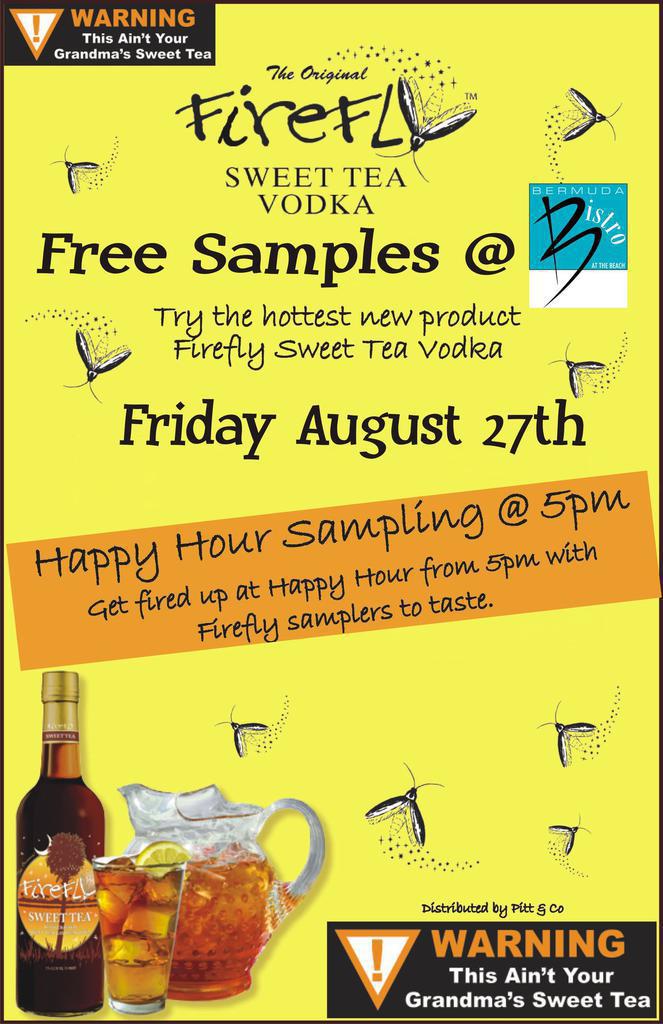 WARNING
This Ain't Your
Grandma's Sweet Tea
The Original
FireFly™
SWEET TEA
VODKA
Free Samples @
BERMUDA
Bistro
AT THE BEACH
Try the hottest new product
Firefly Sweet Tea Vodka
Friday August 27th
Happy Hour Sampling @ 5pm
Get fired up at Happy Hour from 5pm with
Firefly samplers to taste.
SWEET TEA
FireFly
SWEET TEA
Distributed by Pitt & Co
WARNING
This Ain't Your
Grandma's Sweet Tea